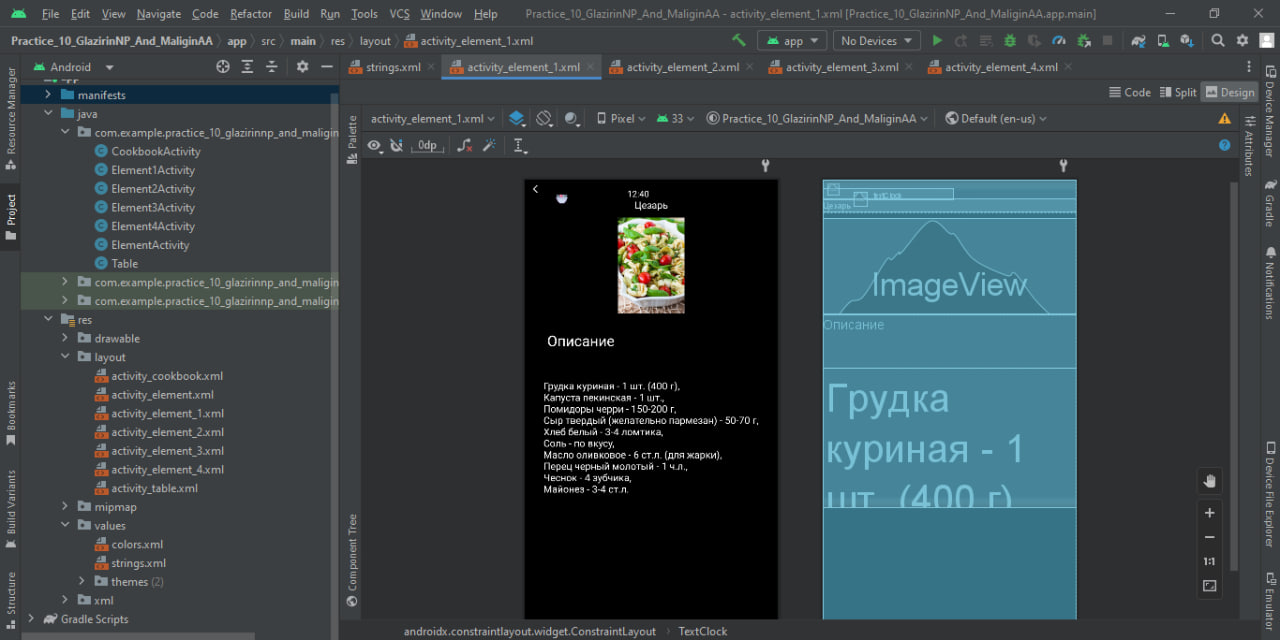 File Edit View Navigate Code Refactor Build Run Tools VCS Window Help Practice_10_GlazirinNP_And_MaliginAA - activity_element_1.xml [Practice_10_GlazirinNP_And_MaliginAA.app.main]
Practice_10_GlazirinNP_And_MaliginAA app src main res layout activity_element_1.xml app No Devices
Android strings.xml activity_element_1.xml activity_element_2.xml activity_element_3.xml activity_element_4.xml
Code Split Design
Resource Manager
Project
Bookmarks
Build Variants
Structure
app
manifests
java
com.example.practice_10_glazirinnp_and_maligin
CookbookActivity
Element1Activity
Element2Activity
Element3Activity
Element4Activity
ElementActivity
Table
com.example.practice_10_glazirinnp_and_maligin
com.example.practice_10_glazirinnp_and_maligin
res
drawable
layout
activity_cookbook.xml
activity_element.xml
activity_element_1.xml
activity_element_2.xml
activity_element_3.xml
activity_element_4.xml
activity_table.xml
mipmap
values
colors.xml
strings.xml
themes (2)
xml
Gradle Scripts
Palette
Component Tree
activity_element_1.xml Pixel 33 Practice_10_GlazirinNP_And_MaliginAA Default (en-us)
0dp
12:40
Цезарь
Описание
Грудка куриная - 1 шт. (400 г),
Капуста пекинская - 1 шт.,
Помидоры черри - 150-200 г,
Сыр твердый (желательно пармезан) - 50-70 г,
Хлеб белый - 3-4 ломтика,
Соль - по вкусу,
Масло оливковое - 6 ст.л. (для жарки),
Перец черный молотый - 1 ч.л.,
Чеснок - 4 зубчика,
Майонез - 3-4 ст.л.
textClock
Цезарь
ImageView
Описание
Грудка
куриная - 1
шт. (400 г)
1:1
Device Manager
Attributes
Gradle
Notifications
Device File Explorer
Emulator
androidx.constraintlayout.widget.ConstraintLayout TextClock